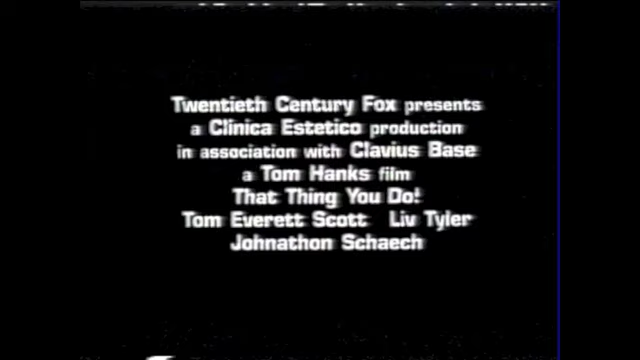 Twentieth Century Fox presents
a Clinica Estetico production
in association with Clavius Base
a Tom Hanks film
That Thing You Do!
Tom Everett Scott Liv Tyler
Johnathon Schaech